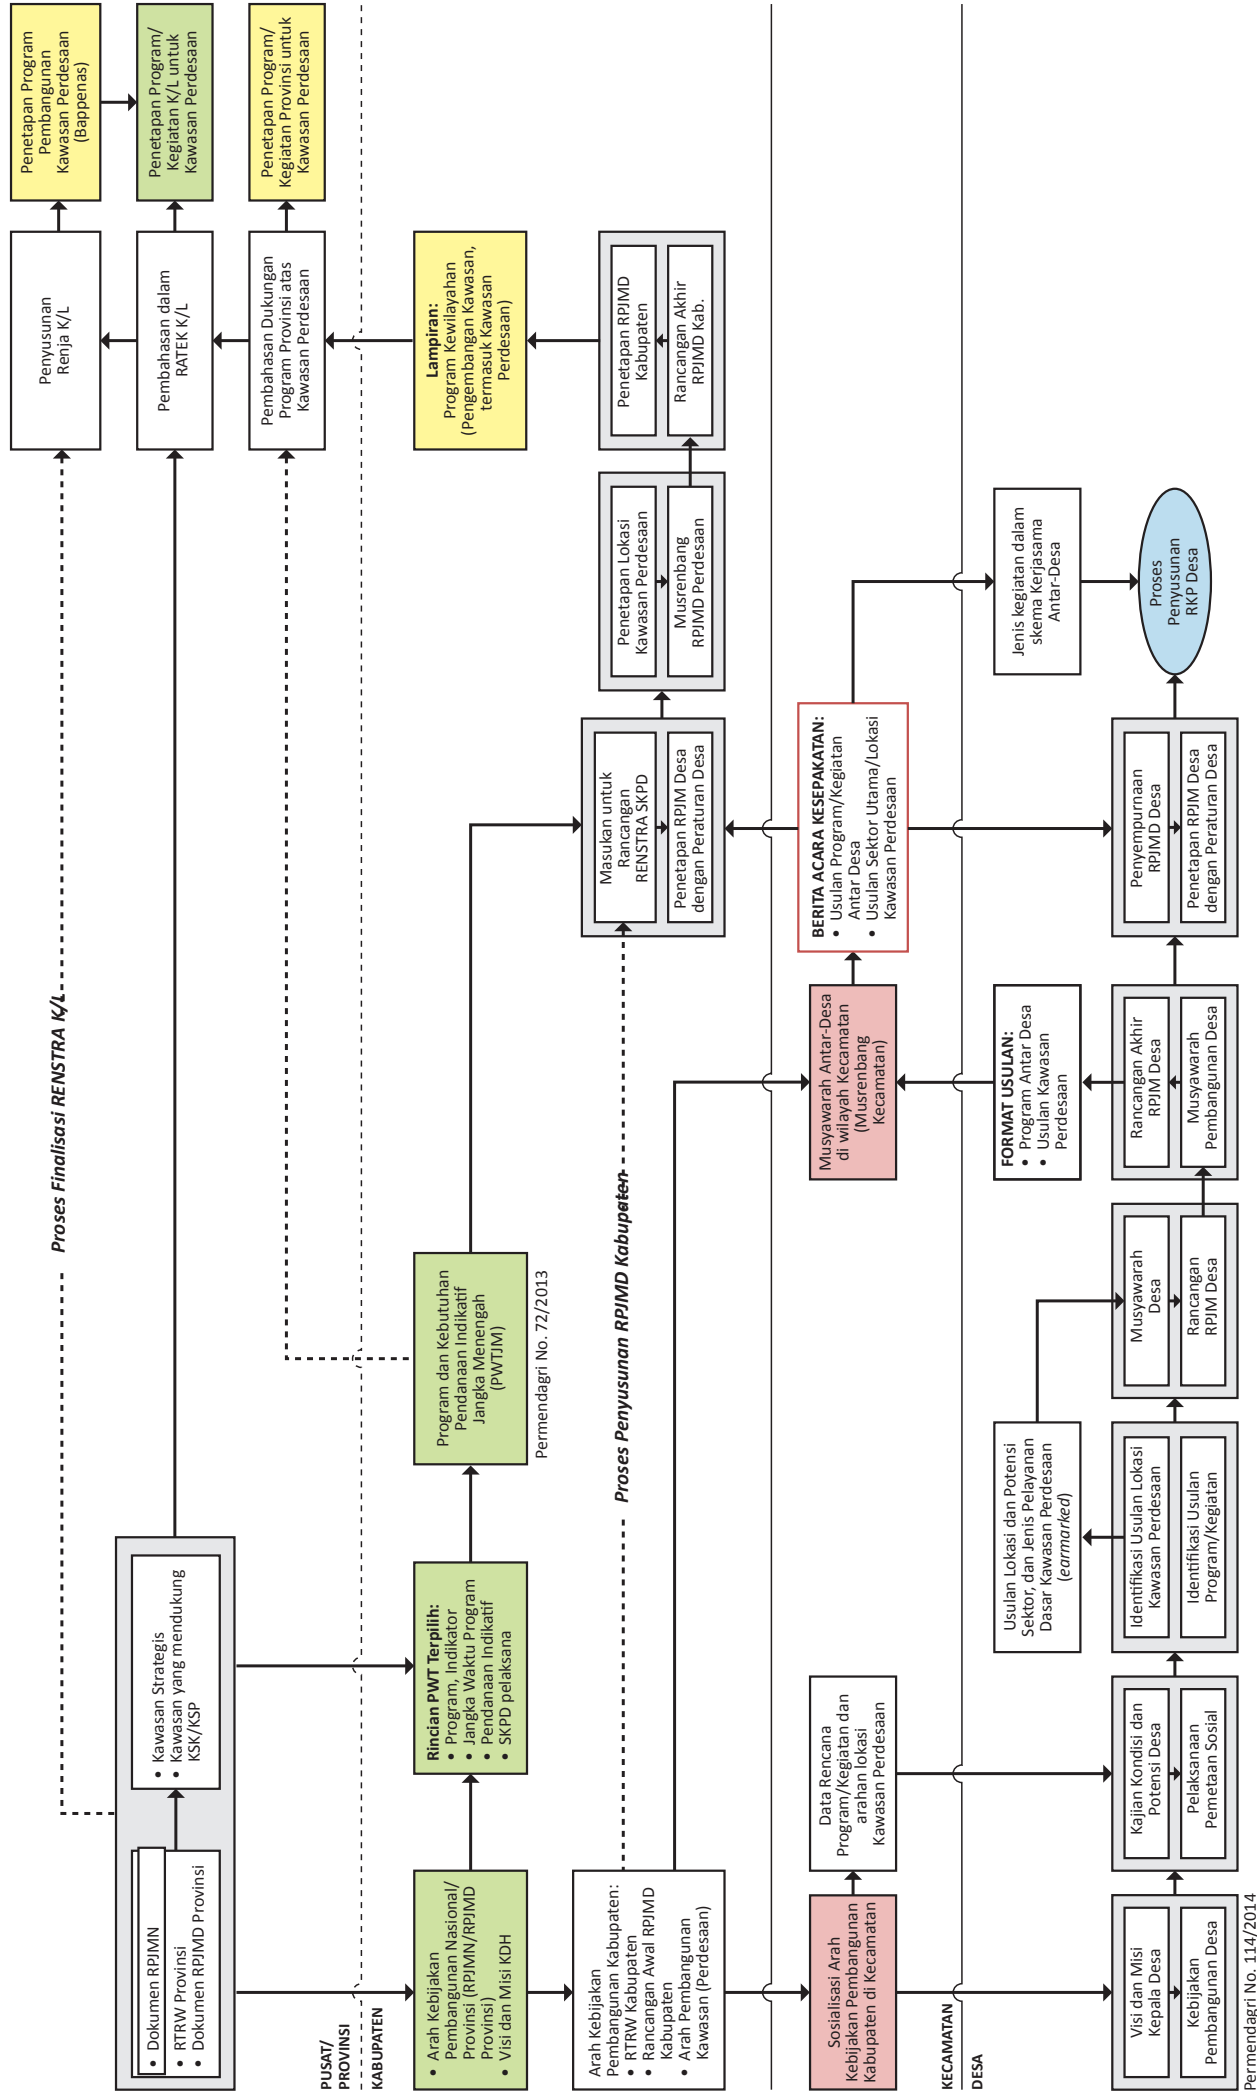 • Dokumen RPJMN
• RTRW Provinsi
• Dokumen RPJMD Provinsi
• Kawasan Strategis
• Kawasan yang mendukung
KSK/KSP
Proses Finalisasi RENSTRA K/L
Penyusunan
Renja K/L
Penetapan Program
Pembangunan
Kawasan Perdesaan
(Bappenas)
Pembahasan dalam
RATEK K/L
Penetapan Program/
Kegiatan K/L untuk
Kawasan Perdesaan
Pembahasan Dukungan
Program Provinsi atas
Kawasan Perdesaan
Penetapan Program/
Kegiatan Provinsi untuk
Kawasan Perdesaan
PUSAT/
PROVINSI
KABUPATEN
• Arah Kebijakan
Pembangunan Nasional/
Provinsi (RPJMN/RPJMD
Provinsi)
• Visi dan Misi KDH
Rincian PWT Terpilih:
• Program, Indikator
• Jangka Waktu Program
• Pendanaan Indikatif
• SKPD pelaksana
Program dan Kebutuhan
Pendanaan Indikatif
Jangka Menengah
(PWTJM)
Permendagri No. 72/2013
Lampiran:
Program Kewilayahan
(Pengembangan Kawasan,
termasuk Kawasan
Perdesaan)
Arah Kebijakan
Pembangunan Kabupaten:
• RTRW Kabupaten
• Rancangan Awal RPJMD
Kabupaten
• Arah Pembangunan
Kawasan (Perdesaan)
Proses Penyusunan RPJMD Kabupaten
Masukan untuk
Rancangan
RENSTRA SKPD
Penetapan RPJM Desa
dengan Peraturan Desa
Penetapan Lokasi
Kawasan Perdesaan
Musrenbang
RPJMD Perdesaan
Penetapan RPJMD
Kabupaten
Rancangan Akhir
RPJMD Kab.
Sosialisasi Arah
Kebijakan Pembangunan
Kabupaten di Kecamatan
Data Rencana
Program/Kegiatan dan
arahan lokasi
Kawasan Perdesaan
Musyawarah Antar-Desa
di wilayah Kecamatan
(Musrenbang
Kecamatan)
BERITA ACARA KESEPAKATAN:
• Usulan Program/Kegiatan
Antar Desa
• Usulan Sektor Utama/Lokasi
Kawasan Perdesaan
KECAMATAN
DESA
Usulan Lokasi dan Potensi
Sektor, dan Jenis Pelayanan
Dasar Kawasan Perdesaan
(earmarked)
FORMAT USULAN:
• Program Antar Desa
• Usulan Kawasan
Perdesaan
Jenis kegiatan dalam
skema Kerjasama
Antar-Desa
Visi dan Misi
Kepala Desa
Kebijakan
Pembangunan Desa
Kajian Kondisi dan
Potensi Desa
Pelaksanaan
Pemetaan Sosial
Identifikasi Usulan Lokasi
Kawasan Perdesaan
Identifikasi Usulan
Program/Kegiatan
Musyawarah
Desa
Rancangan
RPJM Desa
Rancangan Akhir
RPJM Desa
Musyawarah
Pembangunan Desa
Penyempurnaan
RPJMD Desa
Penetapan RPJM Desa
dengan Peraturan Desa
Proses
Penyusunan
RKP Desa
Permendagri No. 114/2014